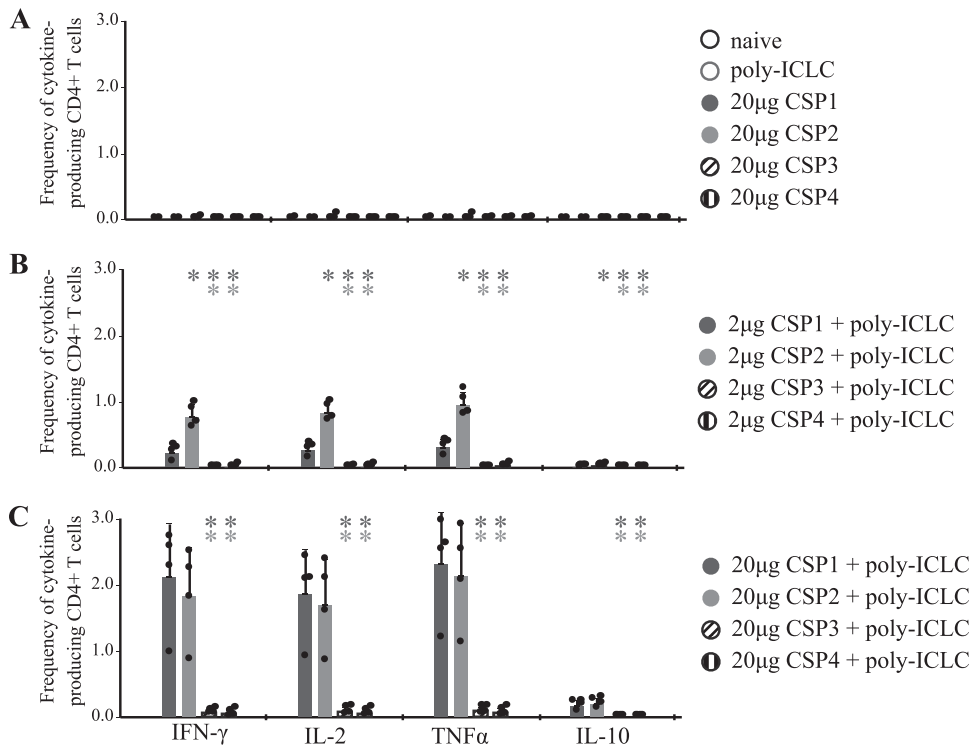 A
Frequency of cytokine-
producing CD4+ T cells
3.0
2.0
1.0
0.0
naive
poly-ICLC
20μg CSP1
20μg CSP2
20μg CSP3
20μg CSP4
B
Frequency of cytokine-
producing CD4+ T cells
3.0
2.0
1.0
0.0
* * *
* *
* * *
* *
* * *
* *
* * *
* *
2μg CSP1 + poly-ICLC
2μg CSP2 + poly-ICLC
2μg CSP3 + poly-ICLC
2μg CSP4 + poly-ICLC
C
Frequency of cytokine-
producing CD4+ T cells
3.0
2.0
1.0
0.0
* *
* *
* *
* *
* *
* *
* *
* *
20μg CSP1 + poly-ICLC
20μg CSP2 + poly-ICLC
20μg CSP3 + poly-ICLC
20μg CSP4 + poly-ICLC
IFN-γ IL-2 TNFα IL-10